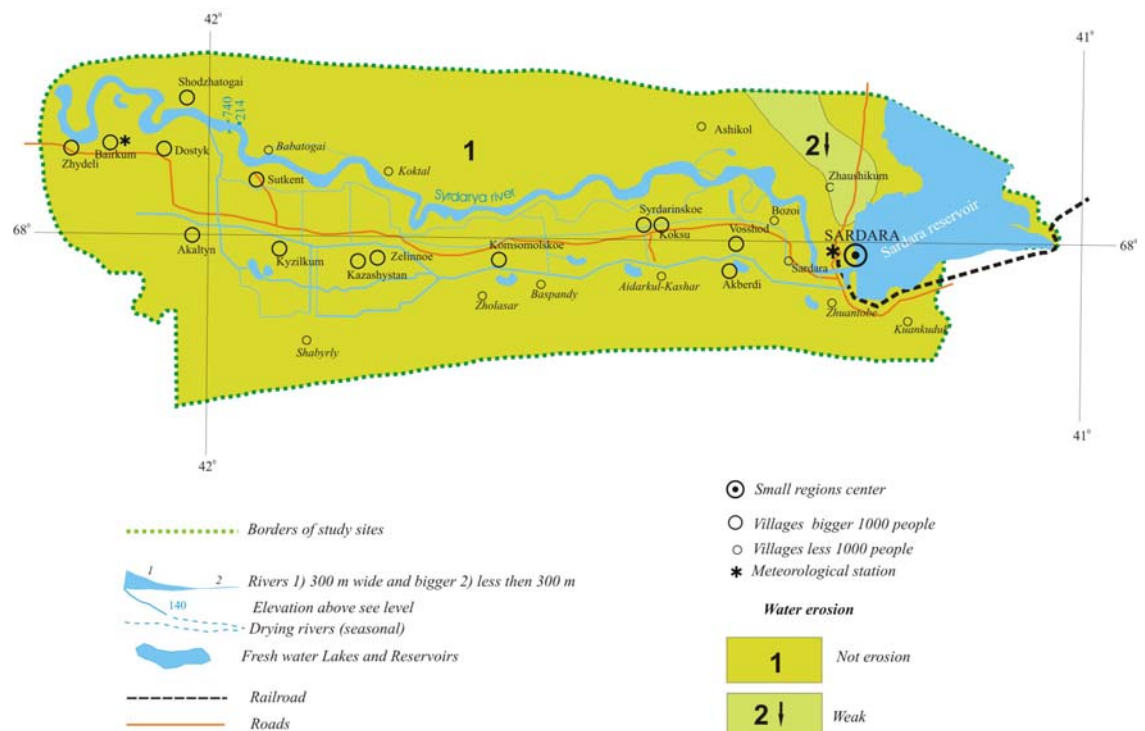 42°
41°
Shodzhatogai
740
214
Ashikol
1
2
Zhydeli
Bairkum
Dostyk
Babatogai
Koktal
Sutkent
Zhaushikum
Syrdarya river
Sardara reservoir
68°
Akaltyn
Kyzilkum
Kazashystan
Zelinnoe
Komsomolskoe
Syrdarinskoe
Koksu
Vosshod
Bozoi
SARDARA
68°
Sardara
Zholasar
Baspandy
Aidarkul-Kashar
Akberdi
Zhuantobe
Kuankuduk
Shabyrly
42°
41°
Borders of study sites
1
2
Rivers 1) 300 m wide and bigger 2) less then 300 m
140
Elevation above see level
Drying rivers (seasonal)
Fresh water Lakes and Reservoirs
Railroad
Roads
Small regions center
Villages bigger 1000 people
Villages less 1000 people
Meteorological station
Water erosion
1
Not erosion
2
Weak